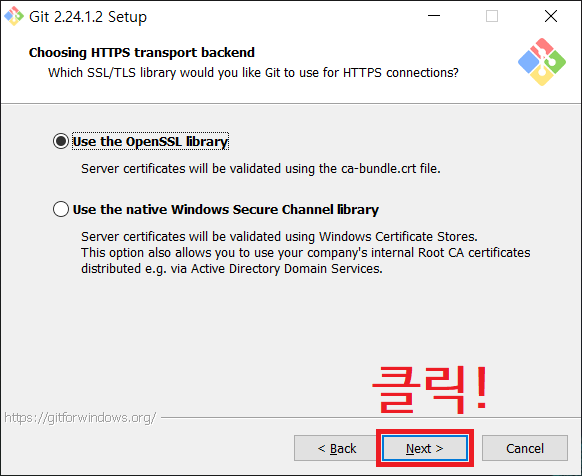 Git 2.24.1.2 Setup
Choosing HTTPS transport backend
Which SSL/TLS library would you like Git to use for HTTPS connections?
Use the OpenSSL library
Server certificates will be validated using the ca-bundle.crt file.
Use the native Windows Secure Channel library
Server certificates will be validated using Windows Certificate Stores.
This option also allows you to use your company's internal Root CA certificates
distributed e.g. via Active Directory Domain Services.
클릭!
https://gitforwindows.org/
< Back Next > Cancel